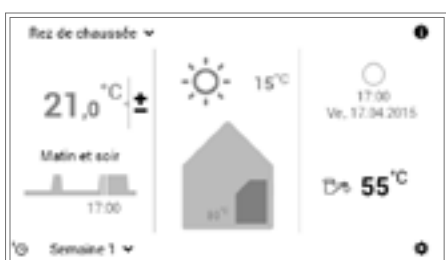 Rez de chaussée
21,0 °C ±
Matin et soir
17:00
15°C
17:00
Ve, 17.04.2015
55°C
Semaine 1